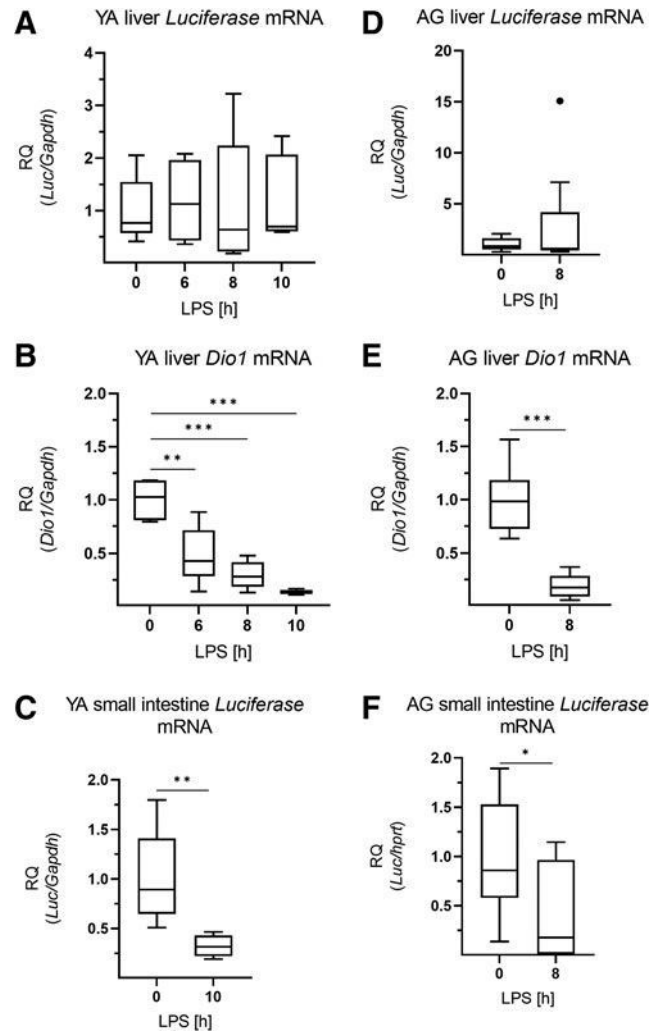 A
YA liver Luciferase mRNA
RQ
(Luc/Gapdh)
4
3
2
1
0 6 8 10
LPS [h]
B
YA liver Dio1 mRNA
RQ
(Dio1/Gapdh)
2.0
1.5
1.0
0.5
***
***
**
0 6 8 10
LPS [h]
C
YA small intestine Luciferase
mRNA
RQ
(Luc/Gapdh)
2.0
1.5
1.0
0.5
**
0 10
LPS [h]
D
AG liver Luciferase mRNA
RQ
(Luc/Gapdh)
20
15
10
5
0 8
LPS [h]
E
AG liver Dio1 mRNA
RQ
(Dio1/Gapdh)
2.0
1.5
1.0
0.5
***
0 8
LPS [h]
F
AG small intestine Luciferase
mRNA
RQ
(Luc/hprt)
2.0
1.5
1.0
0.5
*
0 8
LPS [h]